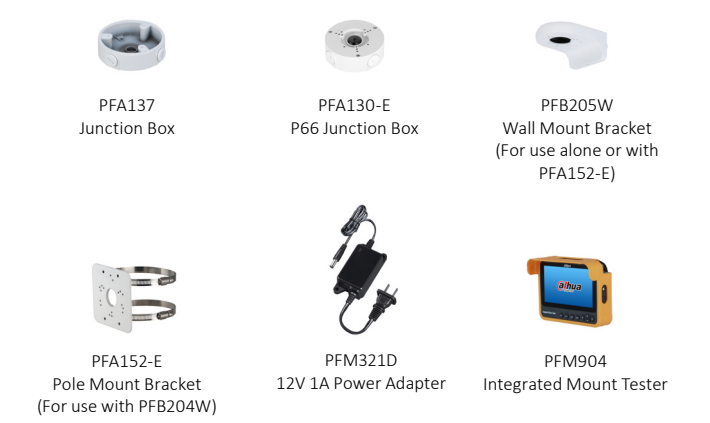 PFA137
Junction Box
PFA130-E
P66 Junction Box
PFB205W
Wall Mount Bracket
(For use alone or with
PFA152-E)
PFA152-E
Pole Mount Bracket
(For use with PFB204W)
PFM321D
12V 1A Power Adapter
alhua
PFM904
Integrated Mount Tester